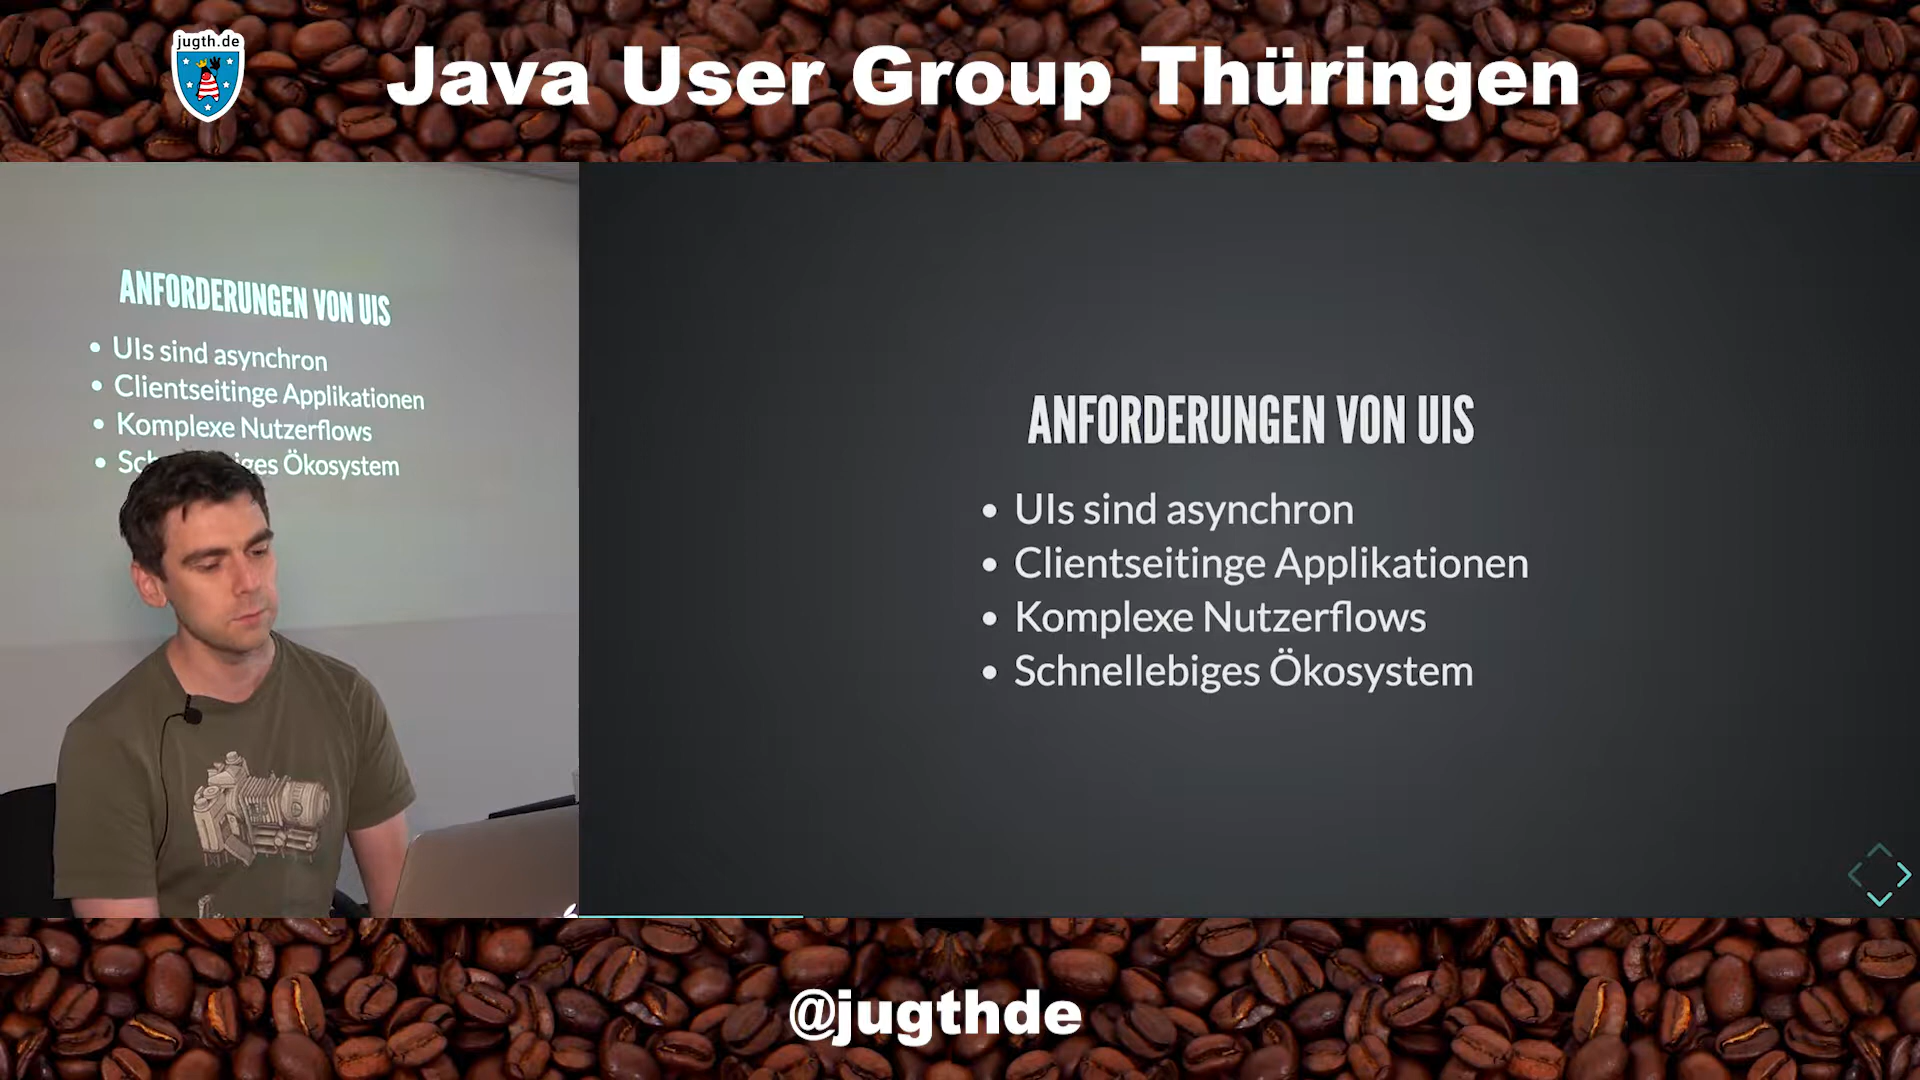 jugth.de
Java User Group Thüringen
ANFORDERUNGEN VON UIS
• UIs sind asynchron
• Clientseitinge Applikationen
• Komplexe Nutzerflows
• Ökosystem
ANFORDERUNGEN VON UIS
• UIs sind asynchron
• Clientseitinge Applikationen
• Komplexe Nutzerflows
• Schnellebiges Ökosystem
@jugthde